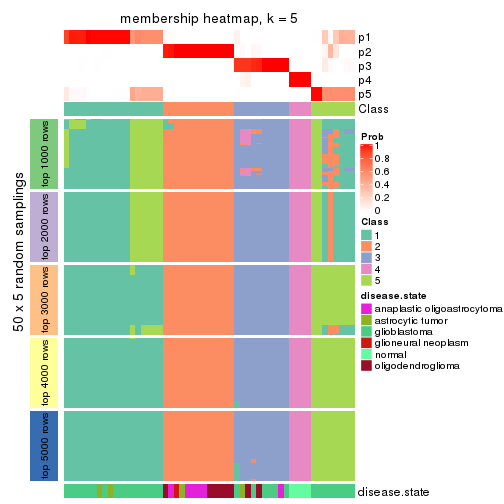 membership heatmap, k = 5
p1
p2
p3
p4
p5
Class
50 x 5 random samplings
top 1000 rows
top 2000 rows
top 3000 rows
top 4000 rows
top 5000 rows
disease.state
Prob
1
0.8
0.6
0.4
0.2
0
Class
1
2
3
4
5
disease.state
anaplastic oligoastrocytoma
astrocytic tumor
glioblastoma
glioneural neoplasm
normal
oligodendroglioma